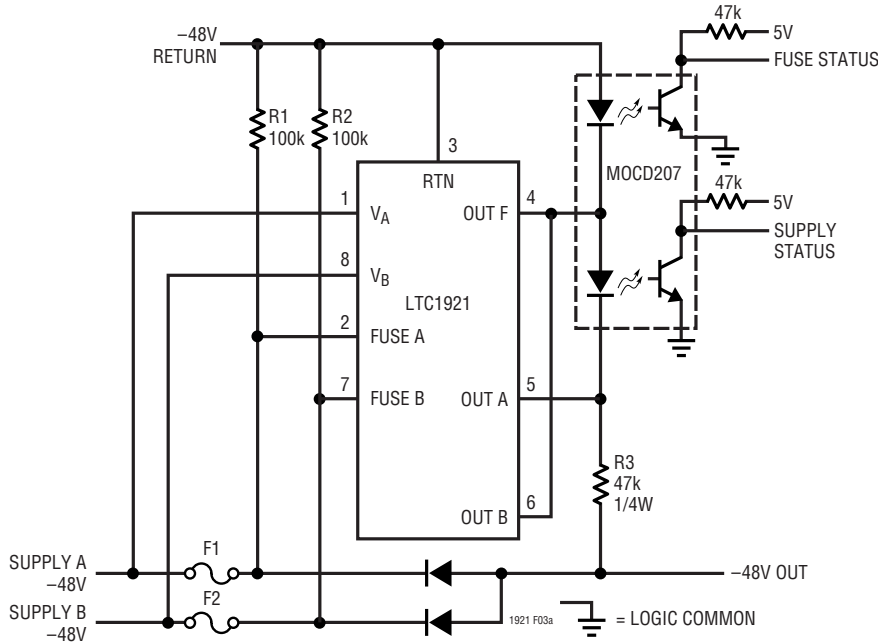 –48V
RETURN
47k
5V
FUSE STATUS
R1
100k
R2
100k
3
RTN
MOCD207
47k
5V
SUPPLY
STATUS
1
VA
OUT F
4
8
VB
LTC1921
2
FUSE A
7
FUSE B
OUT A
5
R3
47k
1/4W
OUT B
6
SUPPLY A
–48V
F1
–48V OUT
SUPPLY B
–48V
F2
1921 F03a
= LOGIC COMMON